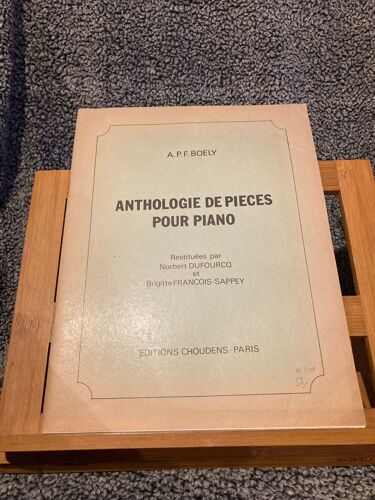 A.P.F. BOELY
ANTHOLOGIE DE PIECES
POUR PIANO
Restituées par
Norbert DUFOURCQ
et
Brigitte FRANCOIS-SAPPEY
EDITIONS CHOUDENS - PARIS